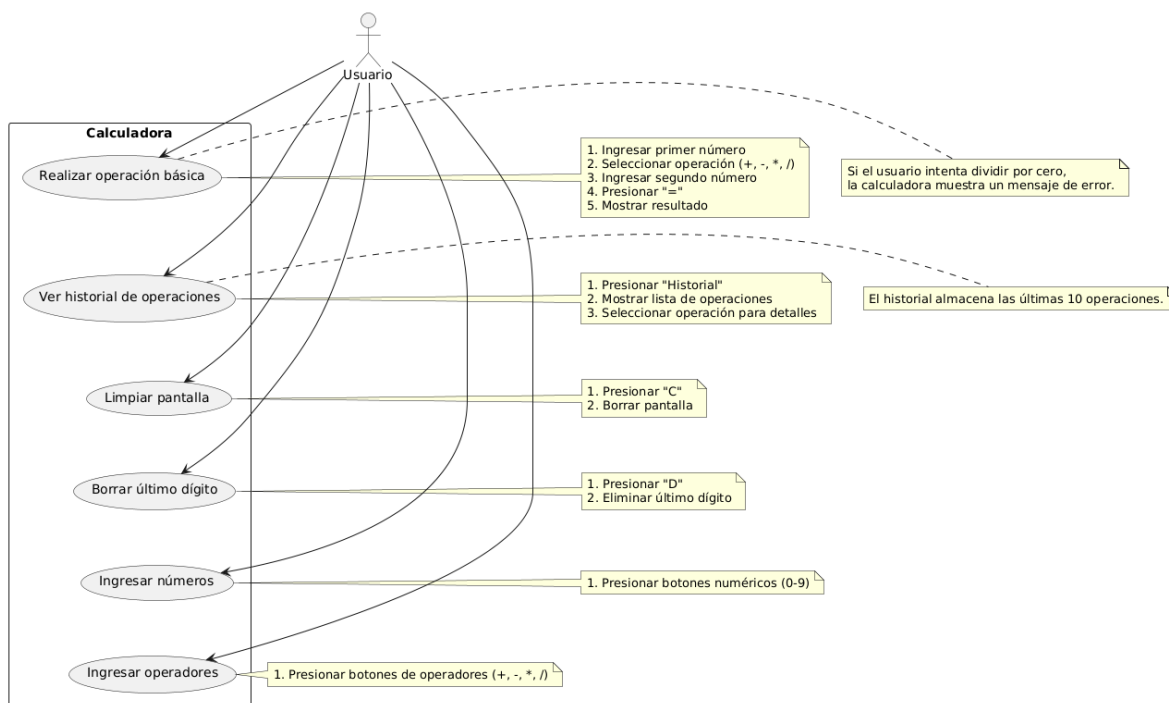 Usuario
Calculadora
Realizar operación básica
1. Ingresar primer número
2. Seleccionar operación (+, -, *, /)
3. Ingresar segundo número
4. Presionar "="
5. Mostrar resultado
Si el usuario intenta dividir por cero,
la calculadora muestra un mensaje de error.
Ver historial de operaciones
1. Presionar "Historial"
2. Mostrar lista de operaciones
3. Seleccionar operación para detalles
El historial almacena las últimas 10 operaciones.
Limpiar pantalla
1. Presionar "C"
2. Borrar pantalla
Borrar último dígito
1. Presionar "D"
2. Eliminar último dígito
Ingresar números
1. Presionar botones numéricos (0-9)
Ingresar operadores
1. Presionar botones de operadores (+, -, *, /)